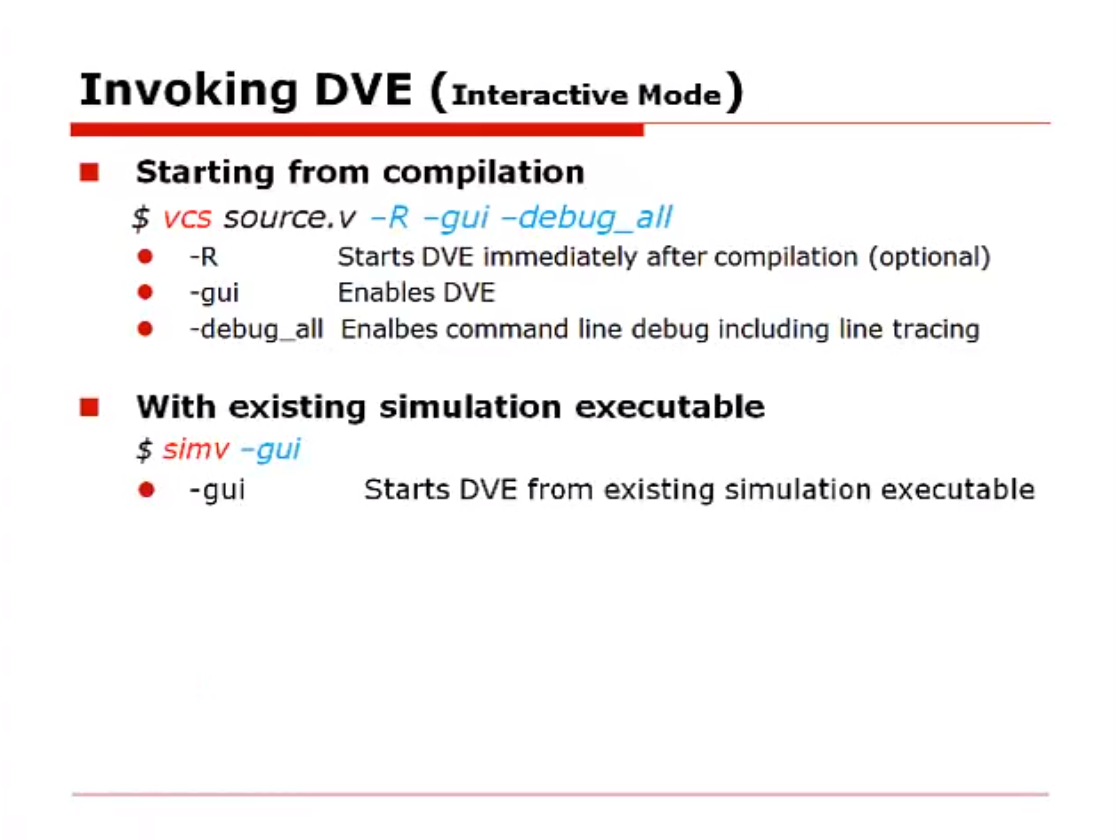 Invoking DVE (Interactive Mode)
Starting from compilation
$ vcs source.v –R –gui –debug_all
-R Starts DVE immediately after compilation (optional)
-gui Enables DVE
-debug_all Enalbes command line debug including line tracing
With existing simulation executable
$ simv –gui
-gui Starts DVE from existing simulation executable